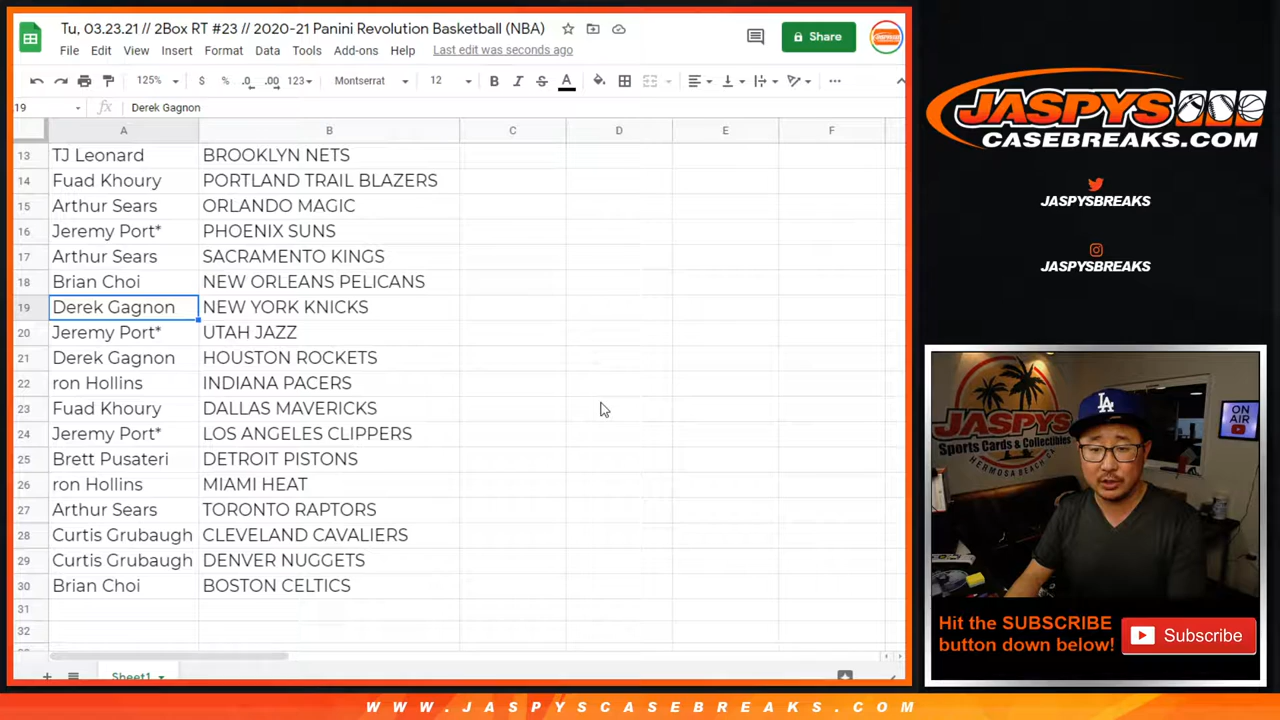 Tu, 03.23.21 // 2Box RT #23 // 2020-21 Panini Revolution Basketball (NBA)
File Edit View Insert Format Data Tools Add-ons Help Last edit was seconds ago
Share
125% $ % .0 .00 123 Montserrat 12 B I S A
19 fx Derek Gagnon
A B C D E F
13 TJ Leonard BROOKLYN NETS
14 Fuad Khoury PORTLAND TRAIL BLAZERS
15 Arthur Sears ORLANDO MAGIC
16 Jeremy Port* PHOENIX SUNS
17 Arthur Sears SACRAMENTO KINGS
18 Brian Choi NEW ORLEANS PELICANS
19 Derek Gagnon NEW YORK KNICKS
20 Jeremy Port* UTAH JAZZ
21 Derek Gagnon HOUSTON ROCKETS
22 ron Hollins INDIANA PACERS
23 Fuad Khoury DALLAS MAVERICKS
24 Jeremy Port* LOS ANGELES CLIPPERS
25 Brett Pusateri DETROIT PISTONS
26 ron Hollins MIAMI HEAT
27 Arthur Sears TORONTO RAPTORS
28 Curtis Grubaugh CLEVELAND CAVALIERS
29 Curtis Grubaugh DENVER NUGGETS
30 Brian Choi BOSTON CELTICS
31
32
Sheet1
JASPYS
CASEBREAKS.COM
JASPYSBREAKS
JASPYSBREAKS
JASPYS
Sports Cards & Collectibles
HERMOSA BEACH, CA
LA
ON
AIR
Hit the SUBSCRIBE
button down below!
Subscribe
WWW.JASPYSCASEBREAKS.COM